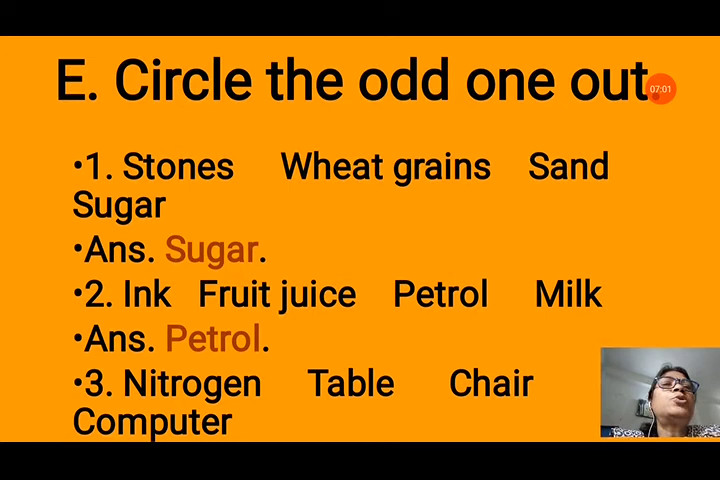 E. Circle the odd one out
07:01
•1. Stones Wheat grains Sand
Sugar
•Ans. Sugar.
•2. Ink Fruit juice Petrol Milk
•Ans. Petrol.
•3. Nitrogen Table Chair
Computer